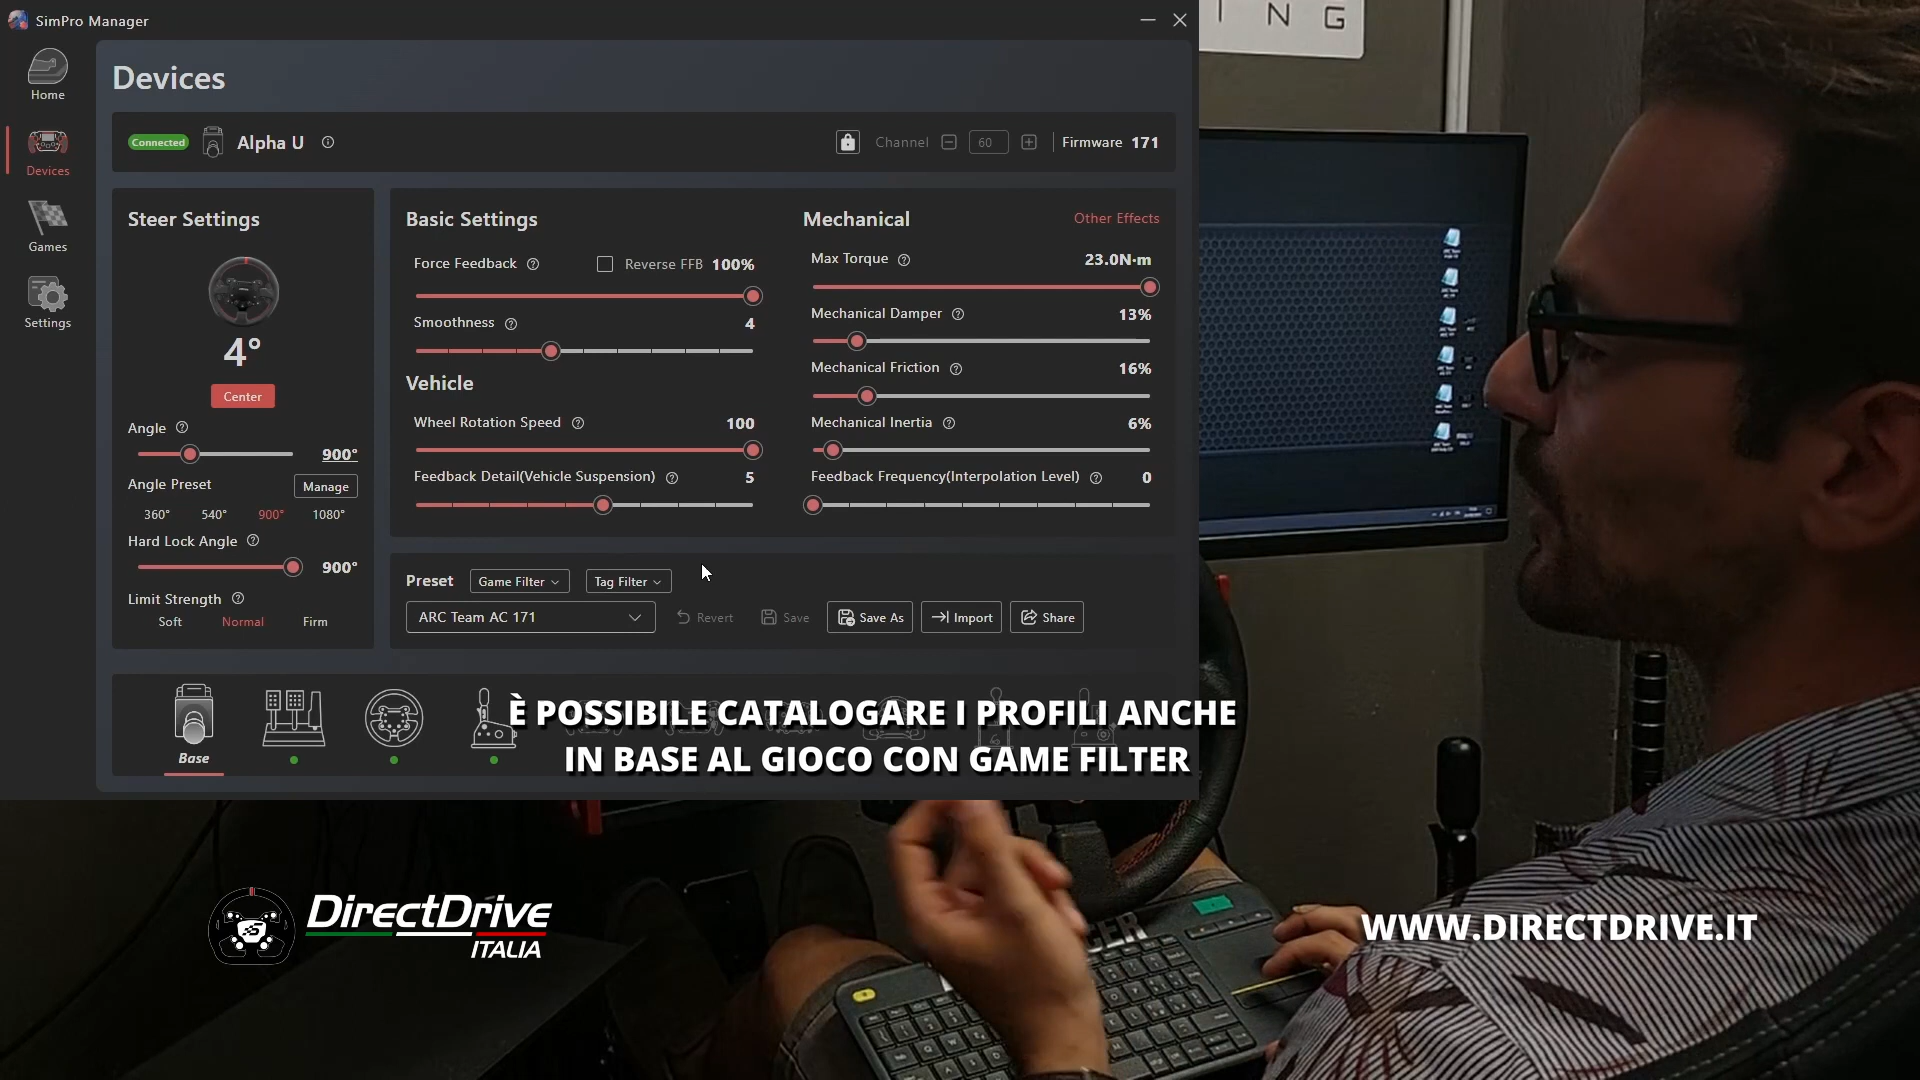 SimPro Manager
I N G
Home
Devices
Games
Settings
Devices
Connected
Alpha U
Channel
60
Firmware 171
Steer Settings
4°
Center
Angle
900°
Angle Preset
Manage
360° 540° 900° 1080°
Hard Lock Angle
900°
Limit Strength
Soft Normal Firm
Basic Settings
Force Feedback
Reverse FFB 100%
Smoothness
4
Vehicle
Wheel Rotation Speed
100
Feedback Detail(Vehicle Suspension)
5
Mechanical
Other Effects
Max Torque
23.0N·m
Mechanical Damper
13%
Mechanical Friction
16%
Mechanical Inertia
6%
Feedback Frequency(Interpolation Level)
0
Preset
Game Filter
Tag Filter
ARC Team AC 171
Revert
Save
Save As
Import
Share
Base
È POSSIBILE CATALOGARE I PROFILI ANCHE
IN BASE AL GIOCO CON GAME FILTER
DirectDrive
ITALIA
WWW.DIRECTDRIVE.IT